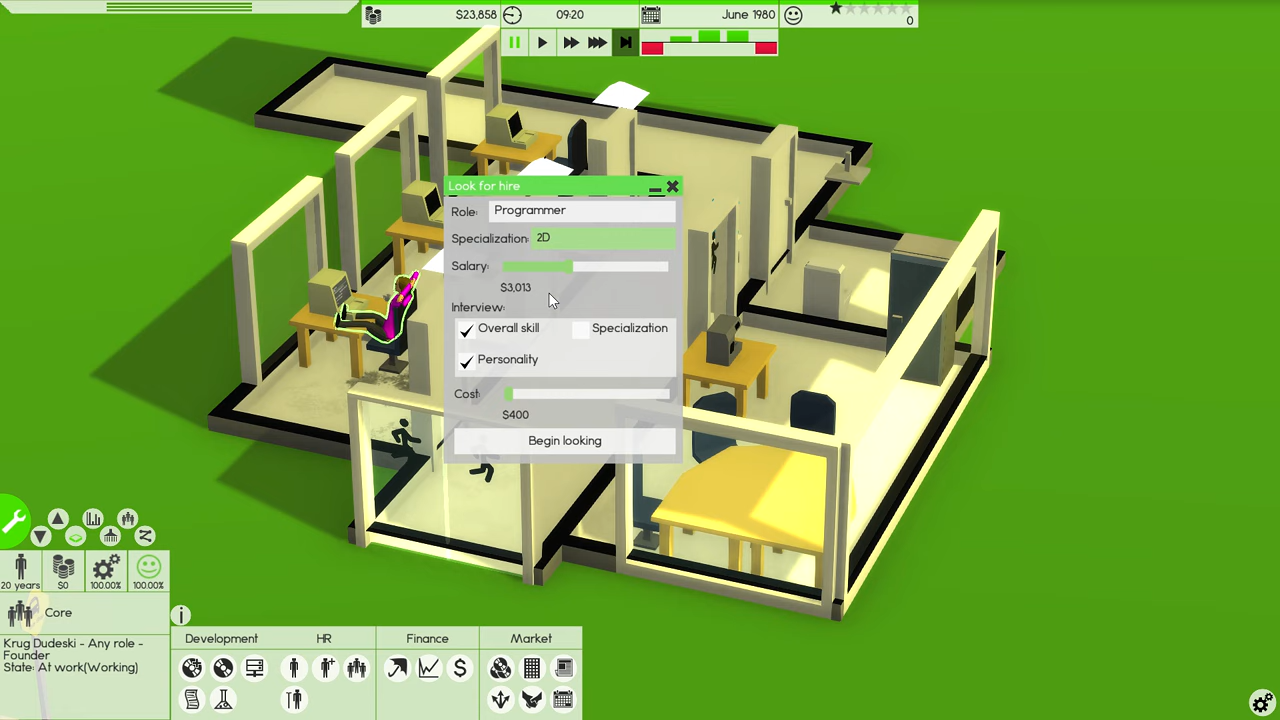 $23,858
09:20
June 1980
0
Look for hire
Role: Programmer
Specialization: 2D
Salary:
$3,013
Interview:
Overall skill
Specialization
Personality
Cost:
$400
Begin looking
20 years
$0
100.00%
100.00%
Core
Krug Dudeski - Any role -
Founder
State: At work(Working)
i
Development
HR
Finance
Market